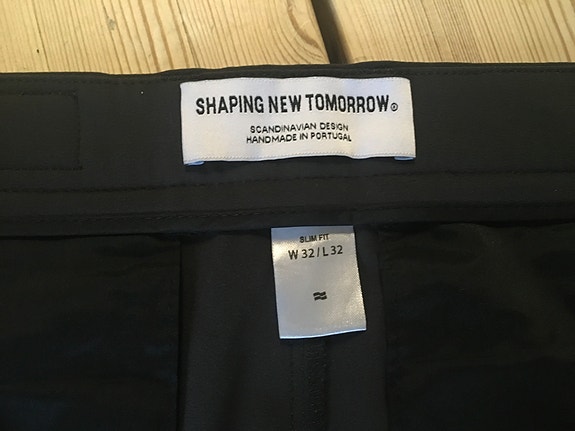 SHAPING NEW TOMORROW®
SCANDINAVIAN DESIGN
HANDMADE IN PORTUGAL
SLIM FIT
W 32 / L 32